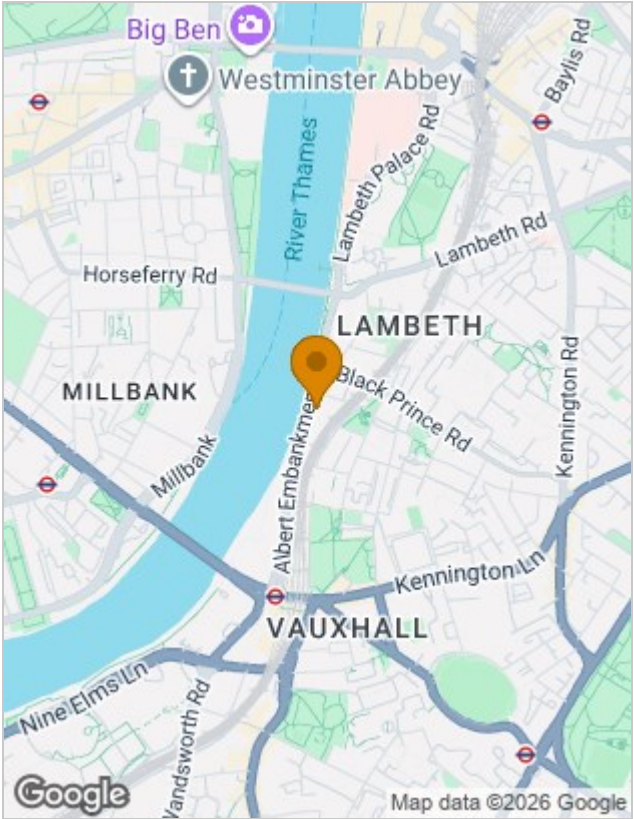 Big Ben
Westminster Abbey
Baylis Rd
River Thames
Lambeth Palace Rd
Lambeth Rd
Horseferry Rd
LAMBETH
Kennington Rd
MILLBANK
Black Prince Rd
Millbank
Albert Embankme
Kennington Ln
VAUXHALL
Nine Elms Ln
Wandsworth Rd
Google
Map data ©2026 Google